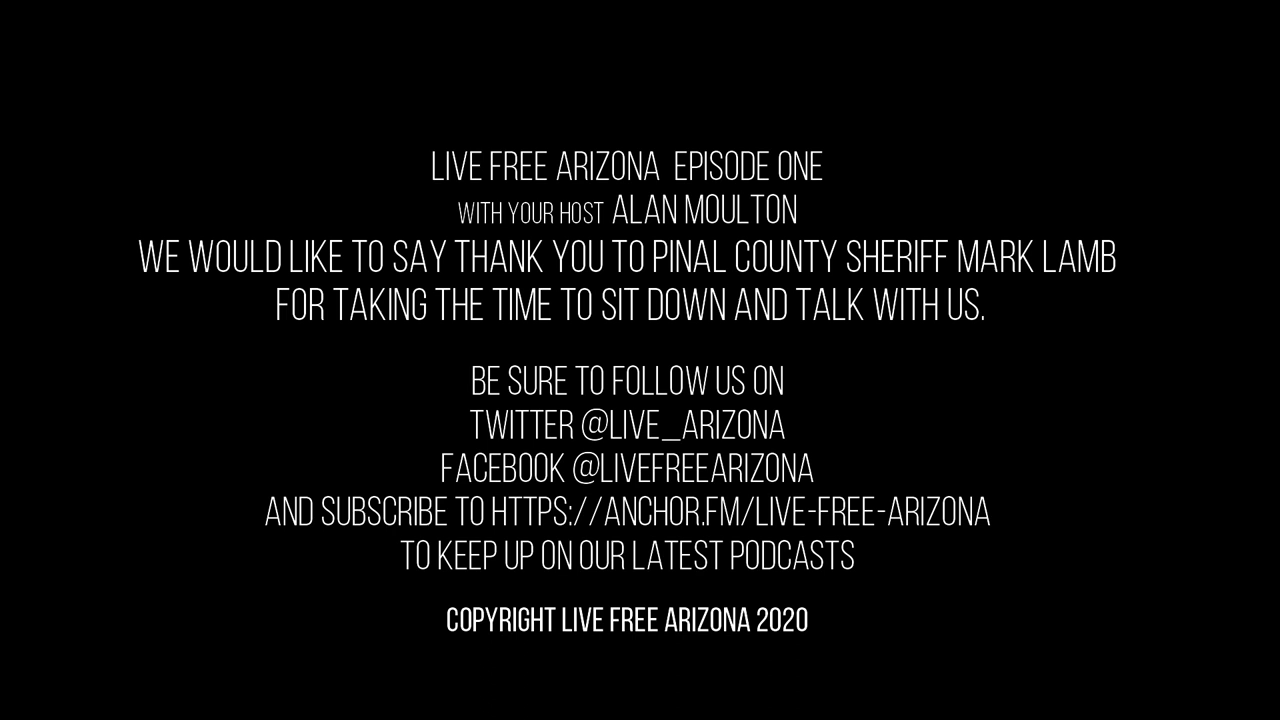 LIVE FREE ARIZONA EPISODE ONE
WITH YOUR HOST ALAN MOULTON
WE WOULD LIKE TO SAY THANK YOU TO PINAL COUNTY SHERIFF MARK LAMB
FOR TAKING THE TIME TO SIT DOWN AND TALK WITH US.
BE SURE TO FOLLOW US ON
TWITTER @LIVE_ARIZONA
FACEBOOK @LIVEFREEARIZONA
AND SUBSCRIBE TO HTTPS://ANCHOR.FM/LIVE-FREE-ARIZONA
TO KEEP UP ON OUR LATEST PODCASTS
COPYRIGHT LIVE FREE ARIZONA 2020